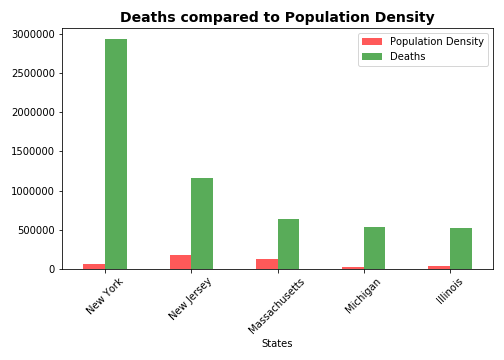 Deaths compared to Population Density
Population Density
Deaths
3000000
2500000
2000000
1500000
1000000
500000
0
New York
New Jersey
Massachusetts
Michigan
Illinois
States